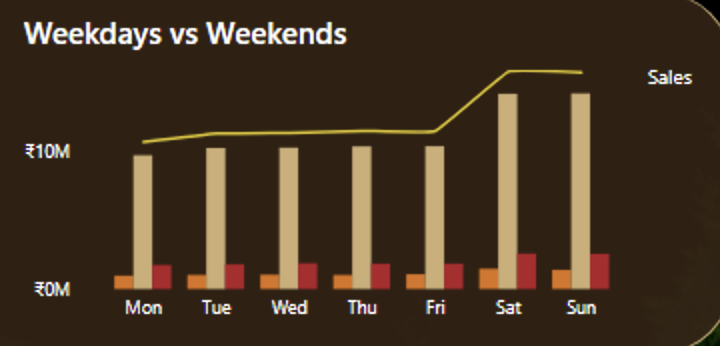 Weekdays vs Weekends
Sales
₹10M
₹0M
Mon Tue Wed Thu Fri Sat Sun